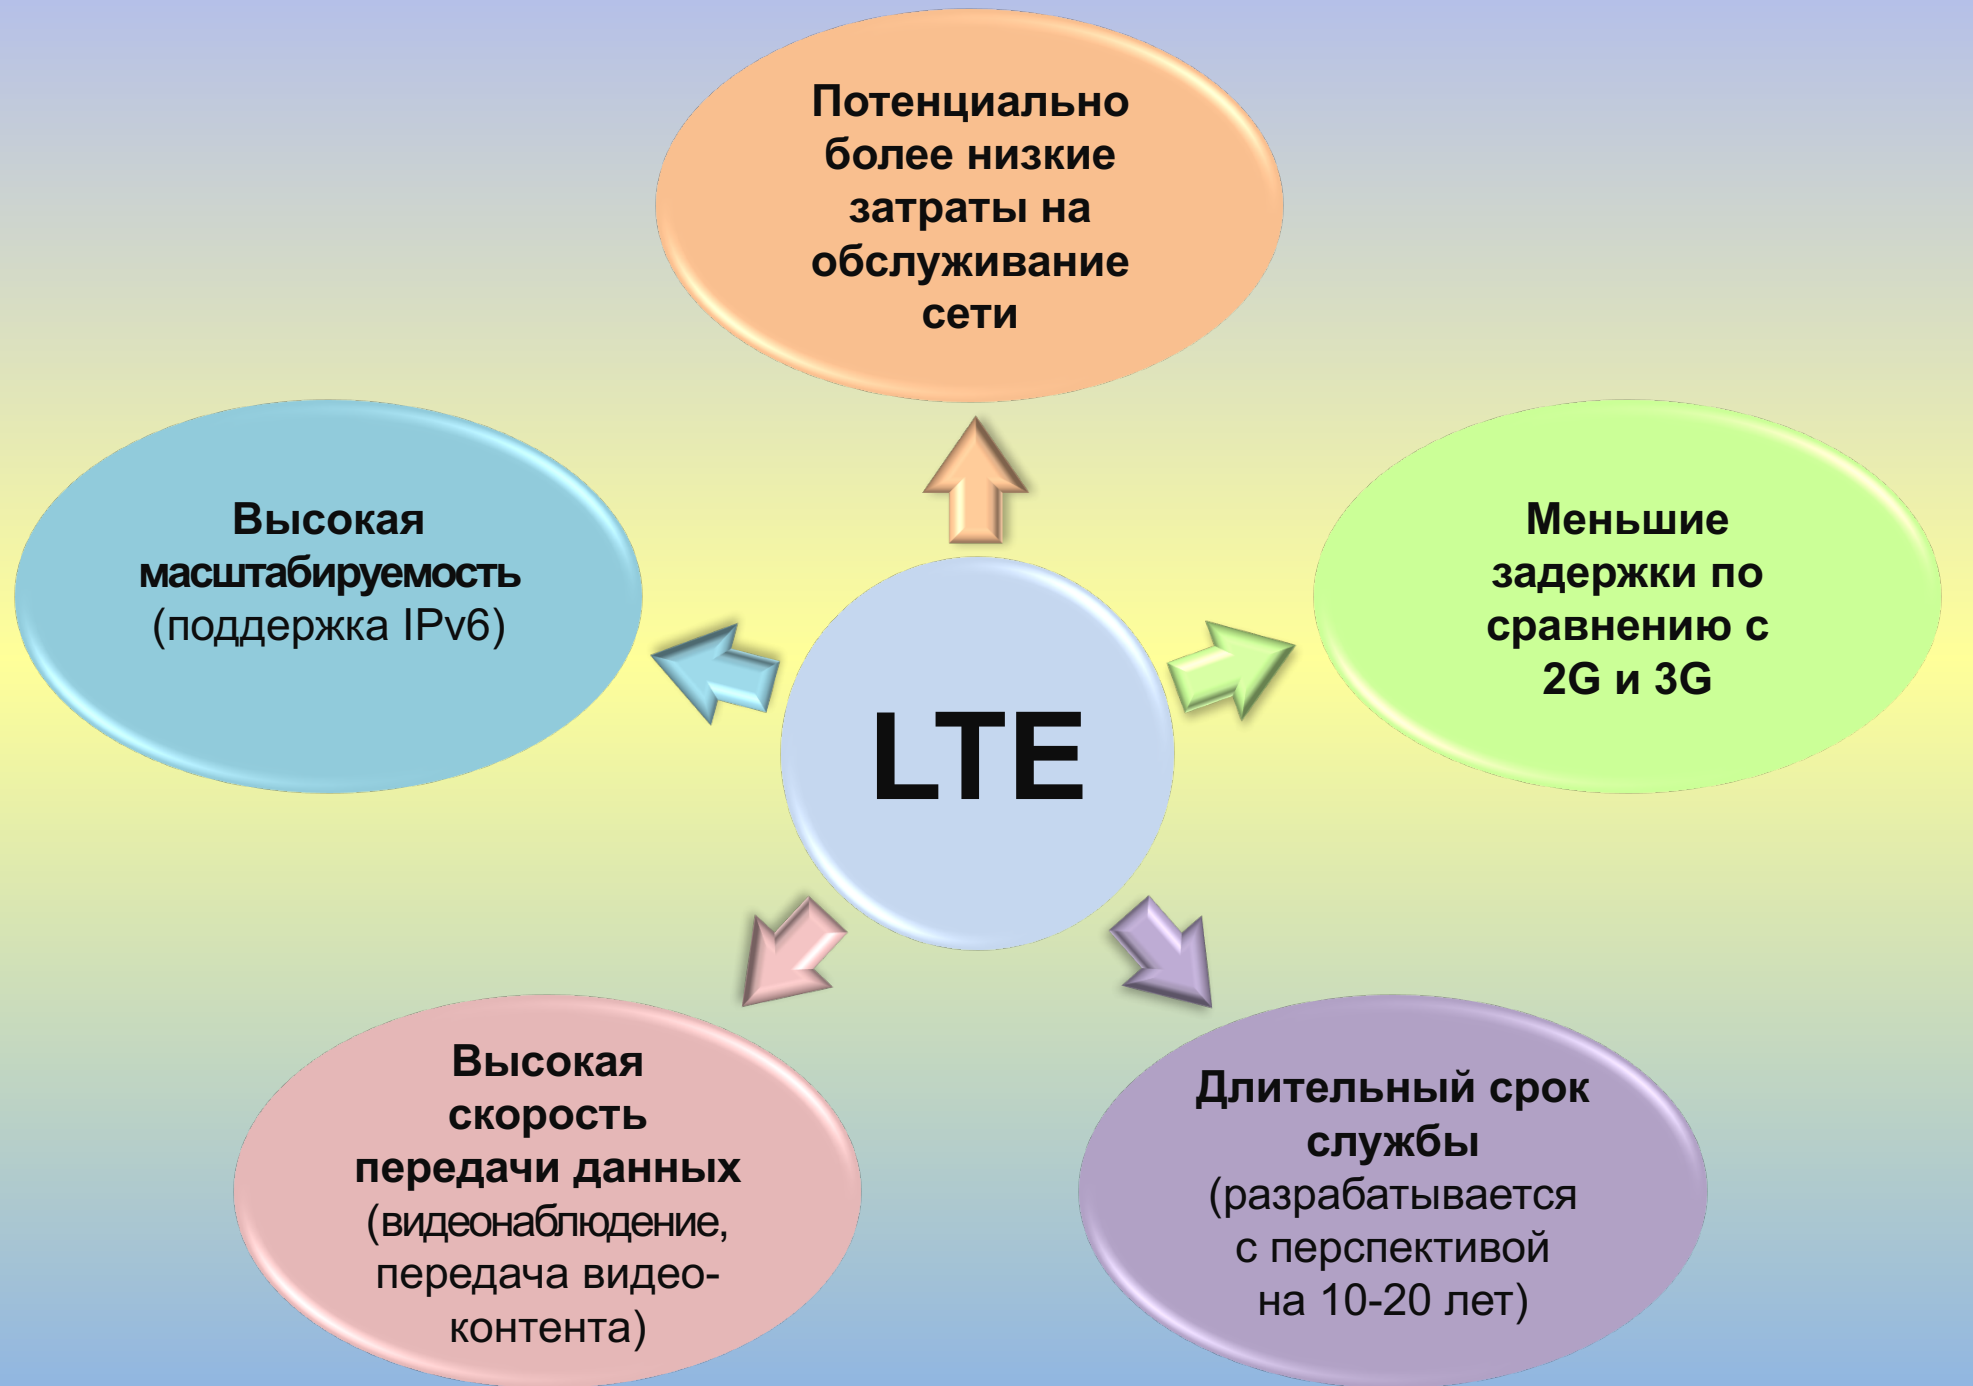 Потенциально
более низкие
затраты на
обслуживание
сети
Высокая
масштабируемость
(поддержка IPv6)
Меньшие
задержки по
сравнению с
2G и 3G
LTE
Высокая
скорость
передачи данных
(видеонаблюдение,
передача видео-
контента)
Длительный срок
службы
(разрабатывается
с перспективой
на 10-20 лет)